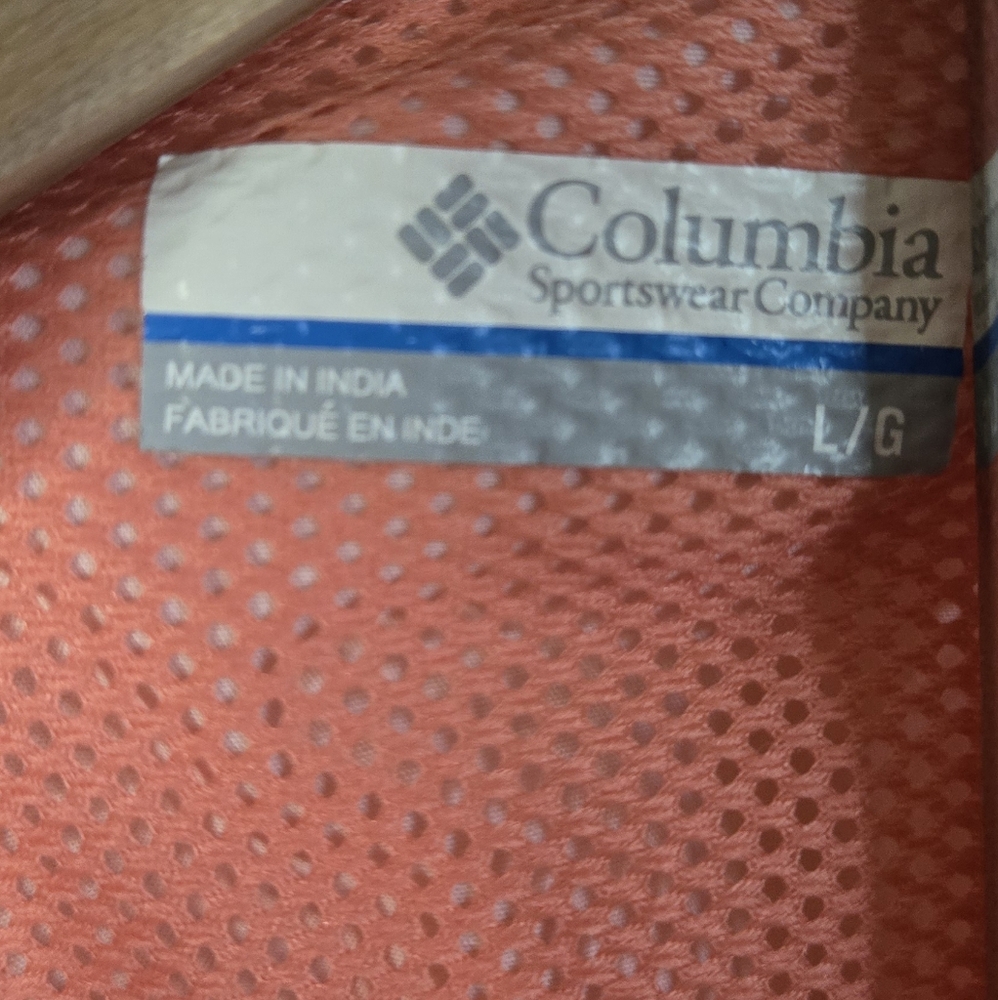 Columbia
Sportswear Company
MADE IN INDIA
FABRIQUÉ EN INDE
L/G